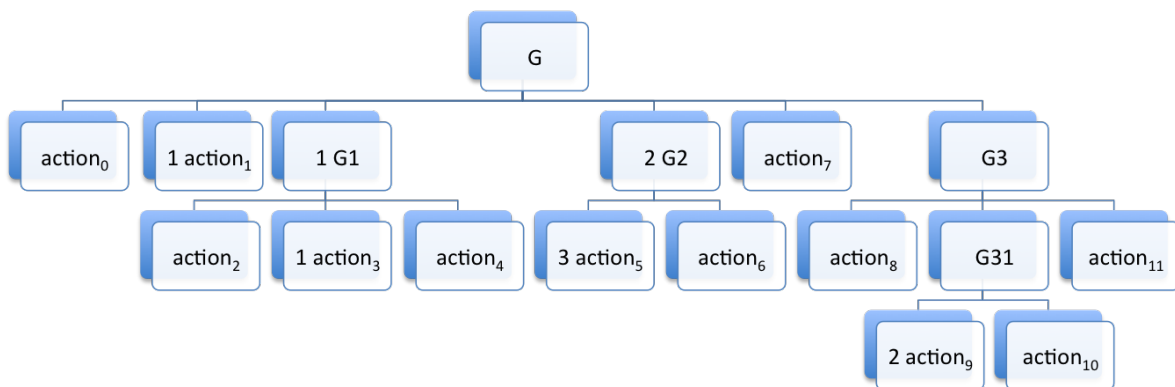 G
action₀
1 action₁
1 G1
2 G2
action₇
G3
action₂
1 action₃
action₄
3 action₅
action₆
action₈
G31
action₁₁
2 action₉
action₁₀